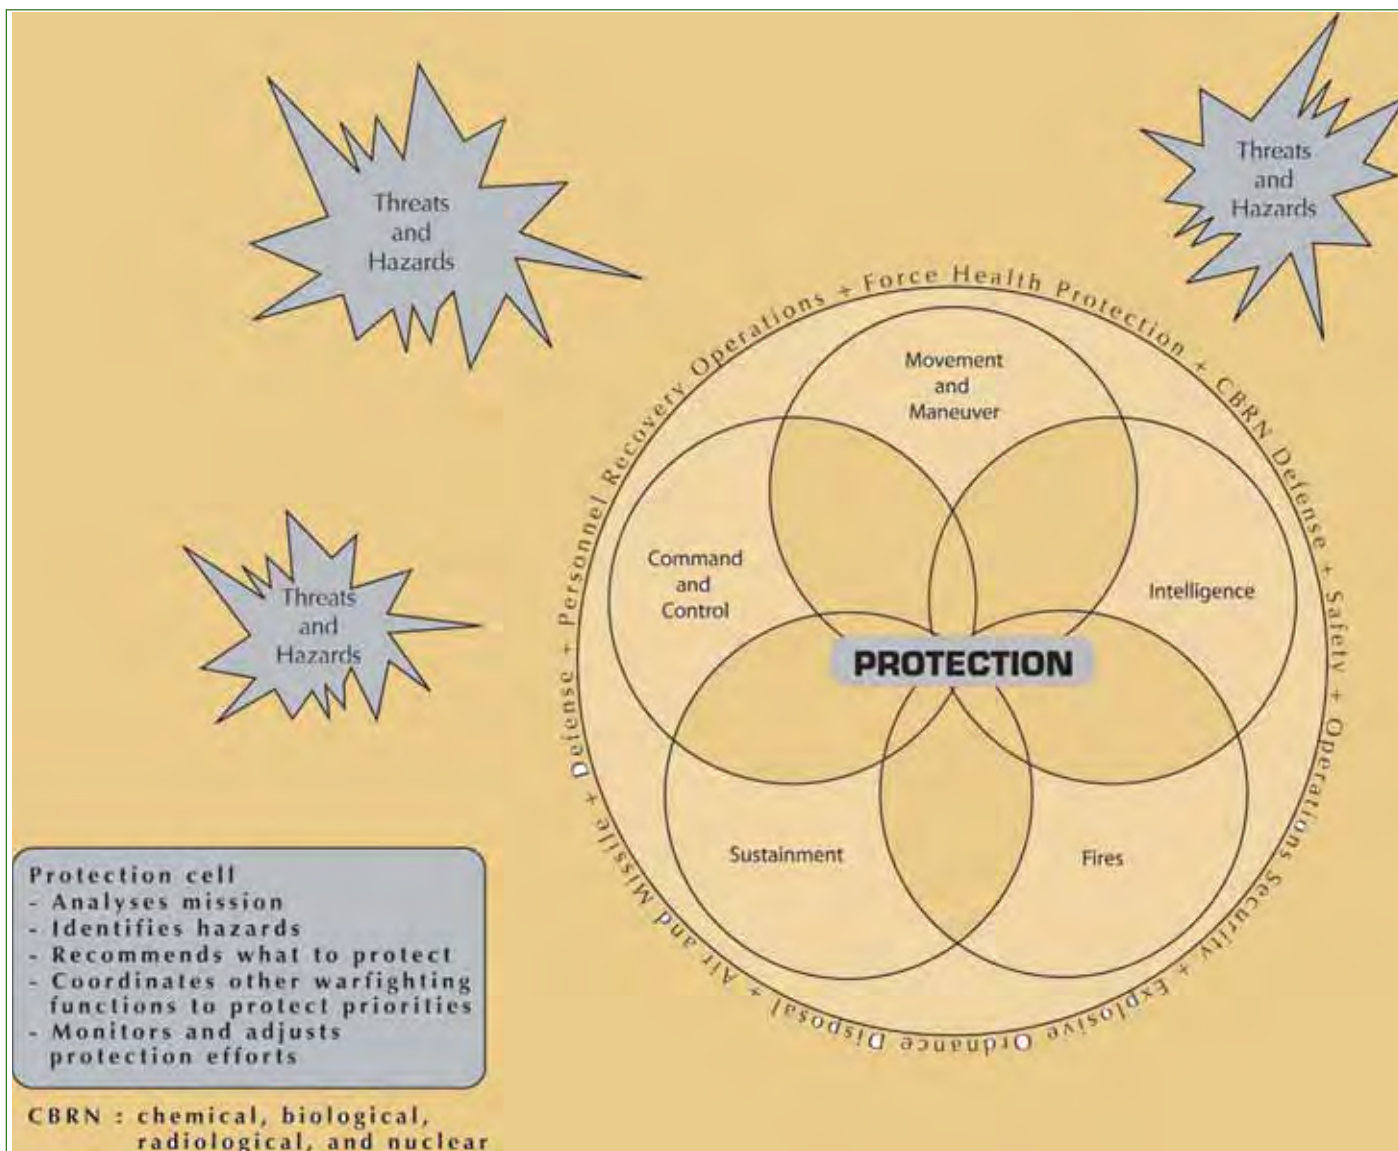 Threats
and
Hazards
Threats
and
Hazards
Threats
and
Hazards
Personnel Recovery Operations + Force Health Protection + CBRN Defense + Safety + Operations Security + Explosive Ordnance Disposal + Air and Missile + Defense +
Movement
and
Maneuver
Command
and
Control
Intelligence
PROTECTION
Sustainment
Fires
Protection cell
- Analyses mission
- Identifies hazards
- Recommends what to protect
- Coordinates other warfighting
functions to protect priorities
- Monitors and adjusts
protection efforts
CBRN : chemical, biological,
radiological, and nuclear